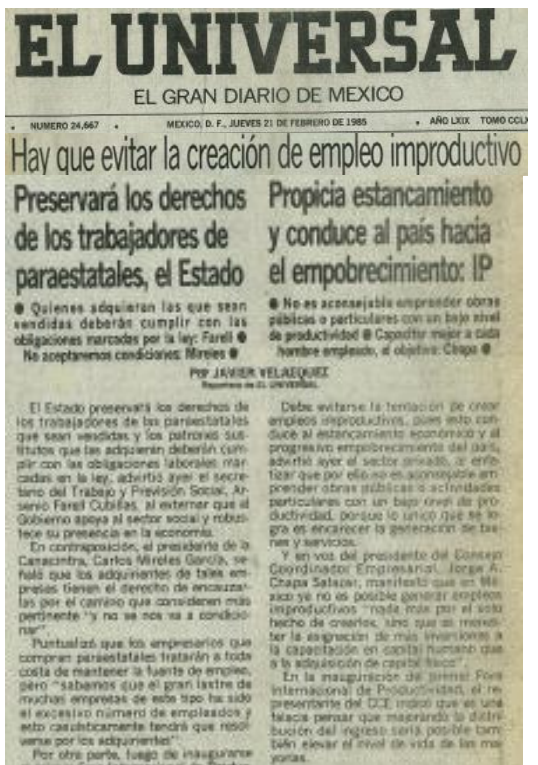 EL UNIVERSAL
EL GRAN DIARIO DE MEXICO
NUMERO 24,667 MEXICO, D. F., JUEVES 21 DE FEBRERO DE 1985 AÑO LXIX TOMO CCLX
Hay que evitar la creación de empleo improductivo
Preservará los derechos
de los trabajadores de
paraestatales, el Estado
● Quienes adquieran las que sean
vendidas deberán cumplir con las
obligaciones marcadas por la ley: Farell ●
No aceptaremos condiciones: Mireles ●
Propicia estancamiento
y conduce al país hacia
el empobrecimiento: IP
● No es aconsejable emprender obras
públicas o particulares con un bajo nivel
de productividad ● Capacitar mejor a cada
hombre empleado, el objetivo: Chapa ●
Por JAVIER VELAZQUEZ
Reportero de EL UNIVERSAL
El Estado preservará los derechos de
los trabajadores de las paraestatales
que sean vendidas y los patrones sus-
titutos que las adquieran deberán cum-
plir con las obligaciones laborales mar-
cadas en la ley, advirtió ayer el secre-
tario del Trabajo y Previsión Social, Ar-
senio Farell Cubillas, al externar que el
Gobierno apoya al sector social y robus-
tece su presencia en la economía.
En contraposición, el presidente de la
Canacintra, Carlos Mireles García, se-
ñaló que los adquirientes de tales em-
presas tienen el derecho de encauzar-
las por el camino que consideren más
pertinente "y no se nos va a condicio-
nar".
Puntualizó que los empresarios que
compran paraestatales tratarán a toda
costa de mantener la fuente de empleo,
pero "sabemos que el gran lastre de
muchas empresas de este tipo ha sido
el excesivo número de empleados y
esto casuísticamente tendrá que resol-
verse por los adquirientes".
Por otra parte, luego de inaugurarse
Debe evitarse la tentación de crear
empleos improductivos, pues esto con-
duce al estancamiento económico y al
progresivo empobrecimiento del país,
advirtió ayer el sector privado, al enfa-
tizar que por ello no es aconsejable em-
prender obras públicas o actividades
particulares con un bajo nivel de pro-
ductividad, porque lo único que se lo-
gra es encarecer la generación de bie-
nes y servicios.
Y en voz del presidente del Consejo
Coordinador Empresarial, Jorge A.
Chapa Salazar, manifestó que en Mé-
xico ya no es posible generar empleos
improductivos "nada más por el solo
hecho de crearlos, sino que es menes-
ter la asignación de más inversiones a
la capacitación en capital humano que
a la adquisición de capital físico".
En la inauguración del primer Foro
Internacional de Productividad, el re-
presentante del CCE indicó que es una
falacia pensar que mejorando la distri-
bución del ingreso sería posible tam-
bién elevar el nivel de vida de las ma-
yorías.